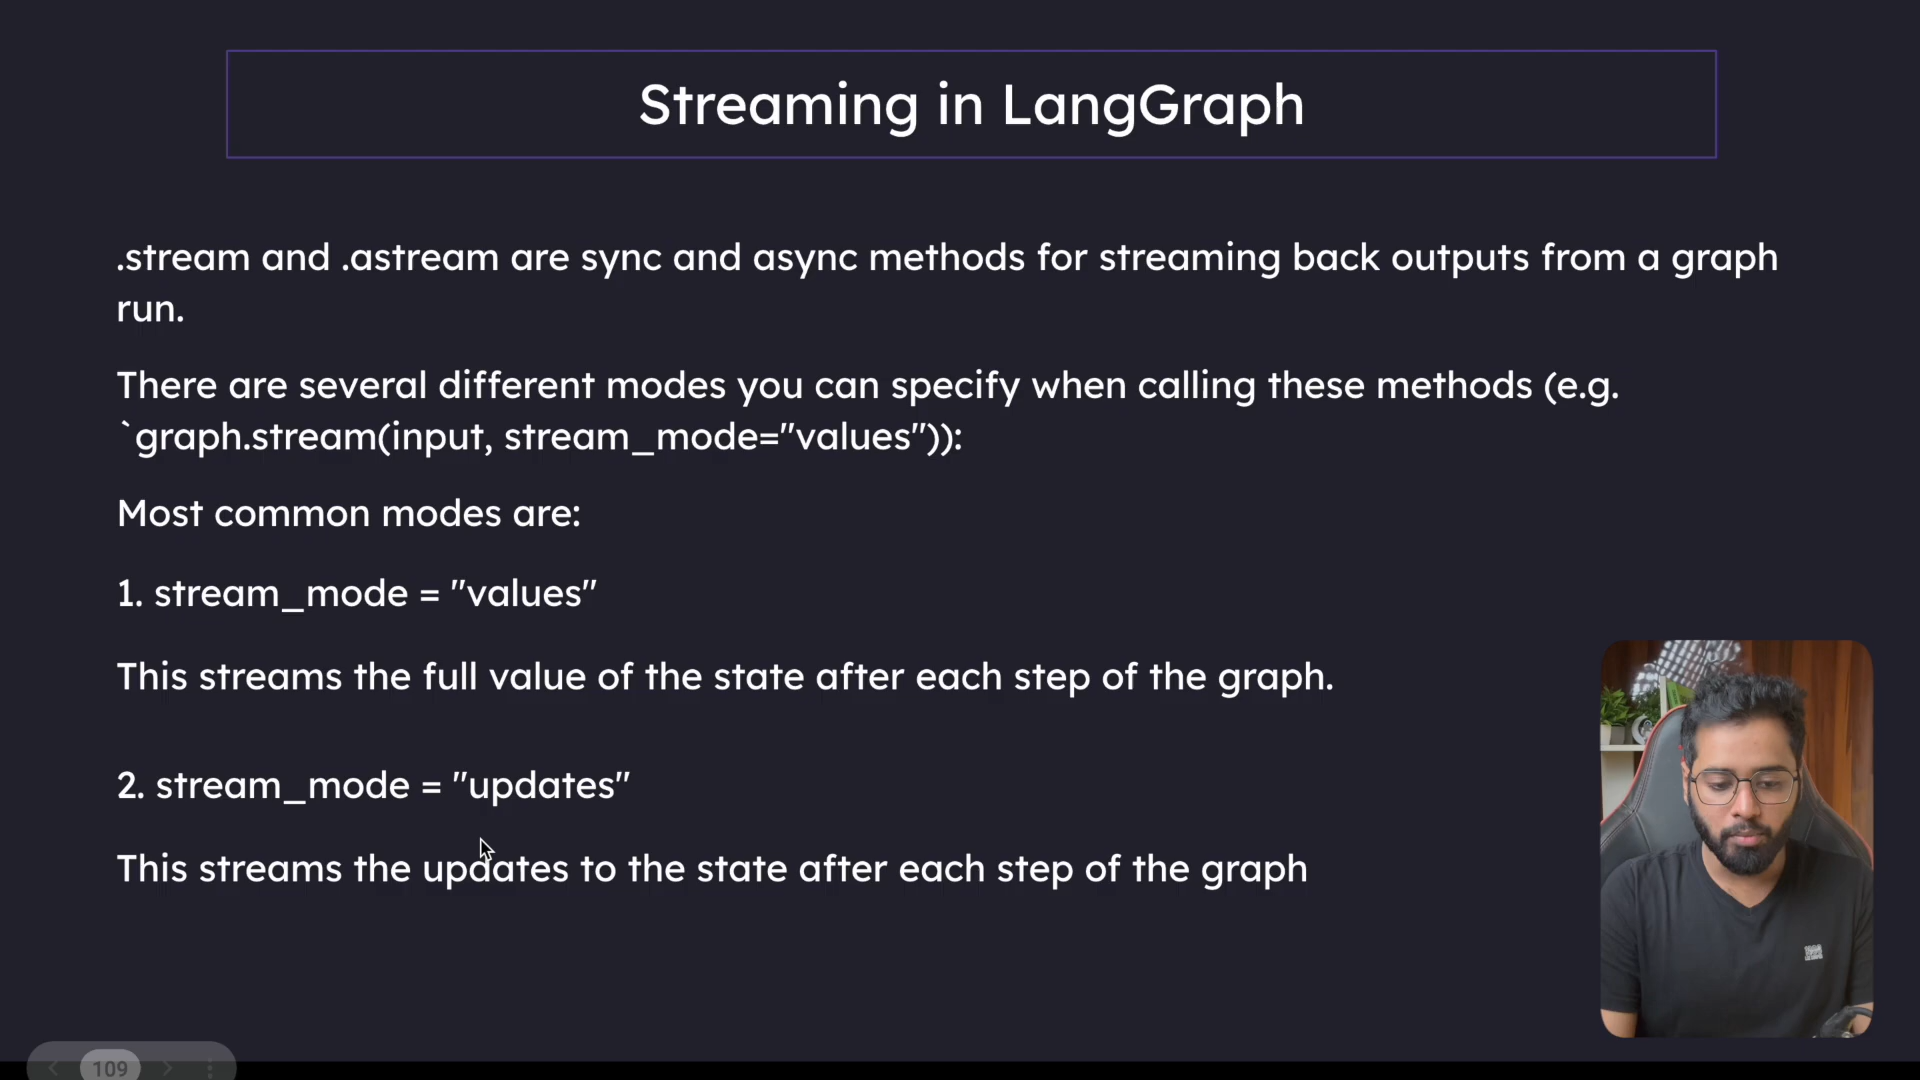 Streaming in LangGraph
.stream and .astream are sync and async methods for streaming back outputs from a graph
run.
There are several different modes you can specify when calling these methods (e.g.
`graph.stream(input, stream_mode="values")):
Most common modes are:
1. stream_mode = "values"
This streams the full value of the state after each step of the graph.
2. stream_mode = "updates"
This streams the updates to the state after each step of the graph
109